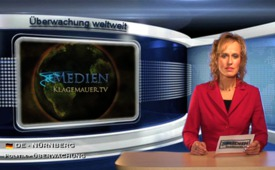 Überwachung weltweit
MEDIEN
KLAGEMAUER.TV
DE - NÜRNBERG